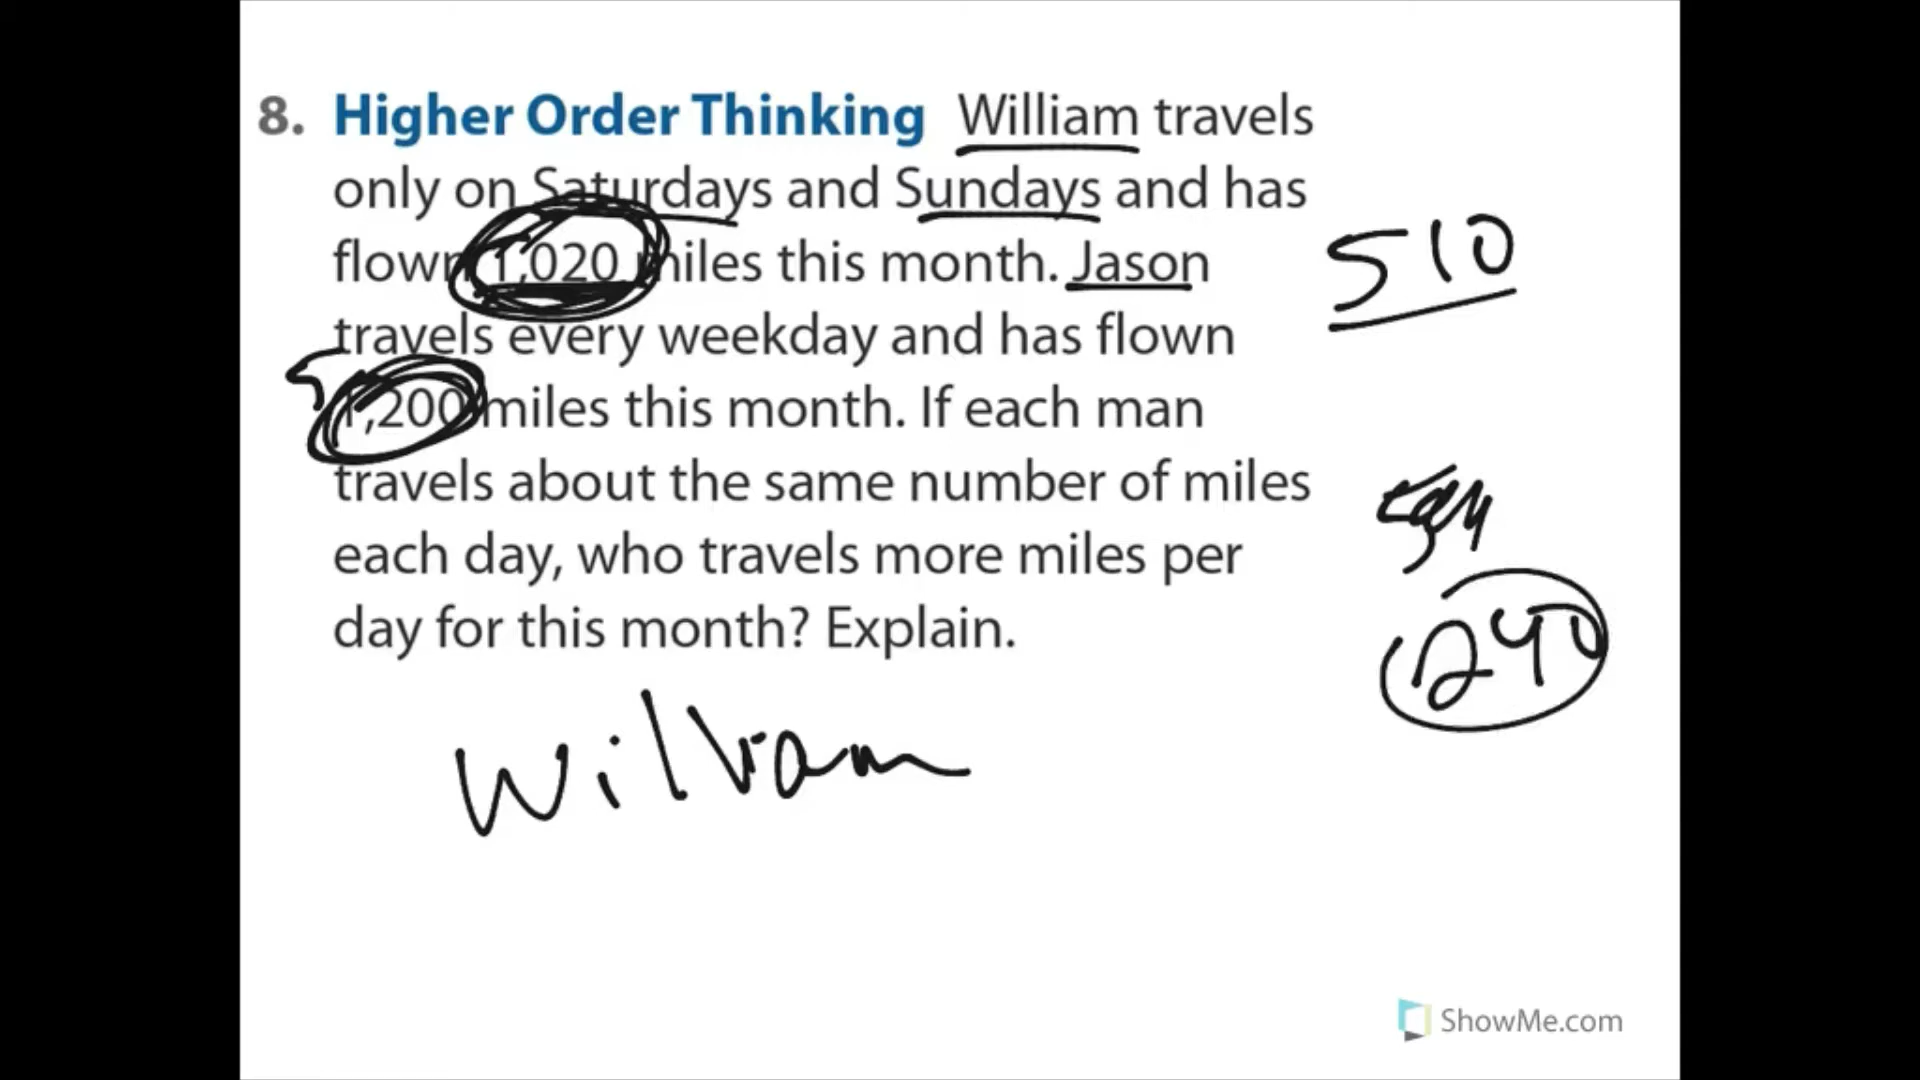 8. Higher Order Thinking William travels
only on Saturdays and Sundays and has
flown 1,020 miles this month. Jason
510
travels every weekday and has flown
1,200 miles this month. If each man
travels about the same number of miles
each day, who travels more miles per
day for this month? Explain.
240
William
ShowMe.com